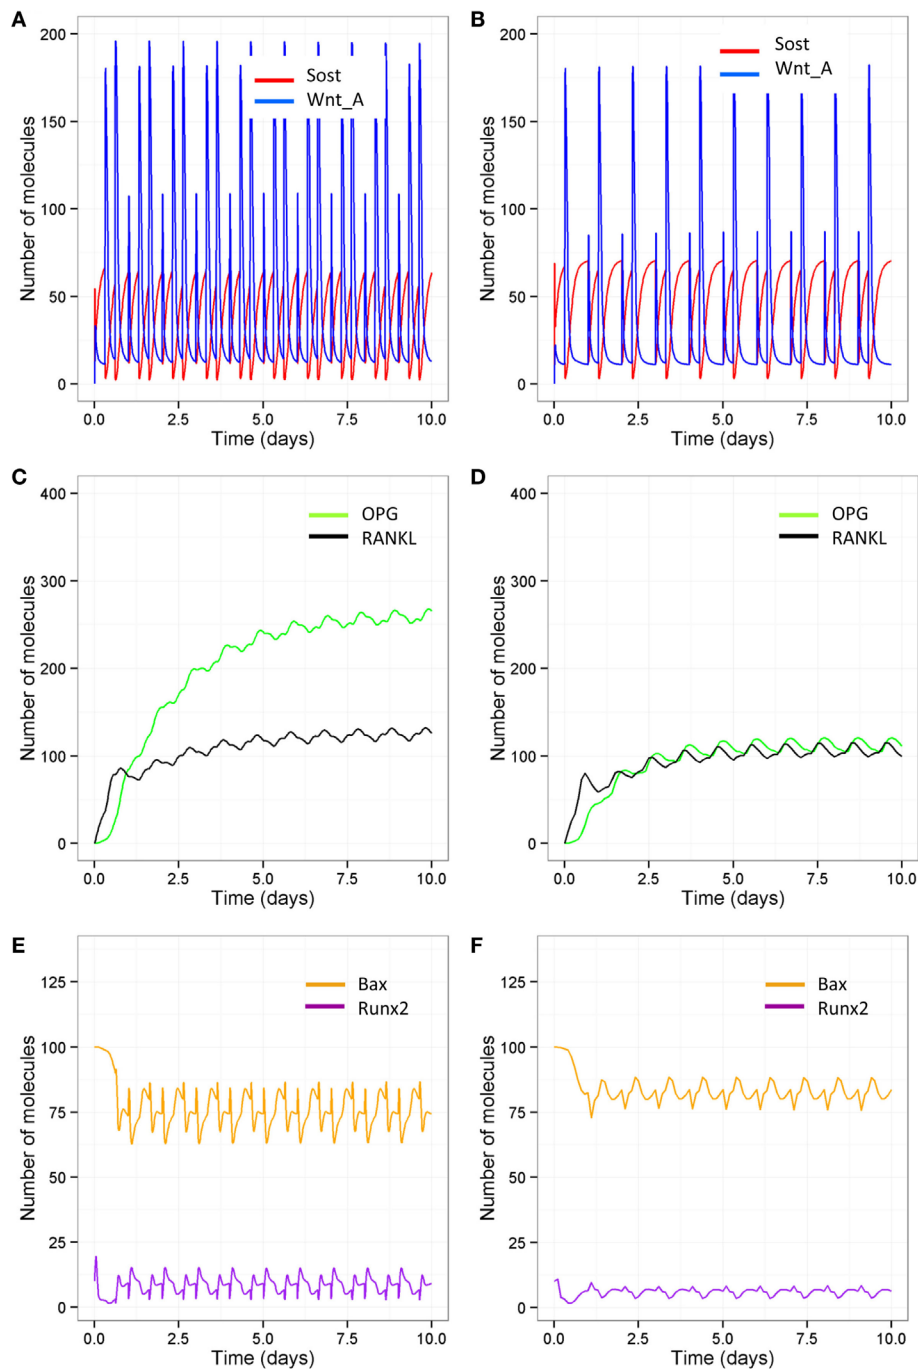 A
200
150
100
50
0
Number of molecules
Sost
Wnt_A
0.0 2.5 5.0 7.5 10.0
Time (days)
B
200
150
100
50
0
Number of molecules
Sost
Wnt_A
0.0 2.5 5.0 7.5 10.0
Time (days)
C
400
300
200
100
0
Number of molecules
OPG
RANKL
0.0 2.5 5.0 7.5 10.0
Time (days)
D
400
300
200
100
0
Number of molecules
OPG
RANKL
0.0 2.5 5.0 7.5 10.0
Time (days)
E
125
100
75
50
25
0
Number of molecules
Bax
Runx2
0.0 2.5 5.0 7.5 10.0
Time (days)
F
125
100
75
50
25
0
Number of molecules
Bax
Runx2
0.0 2.5 5.0 7.5 10.0
Time (days)